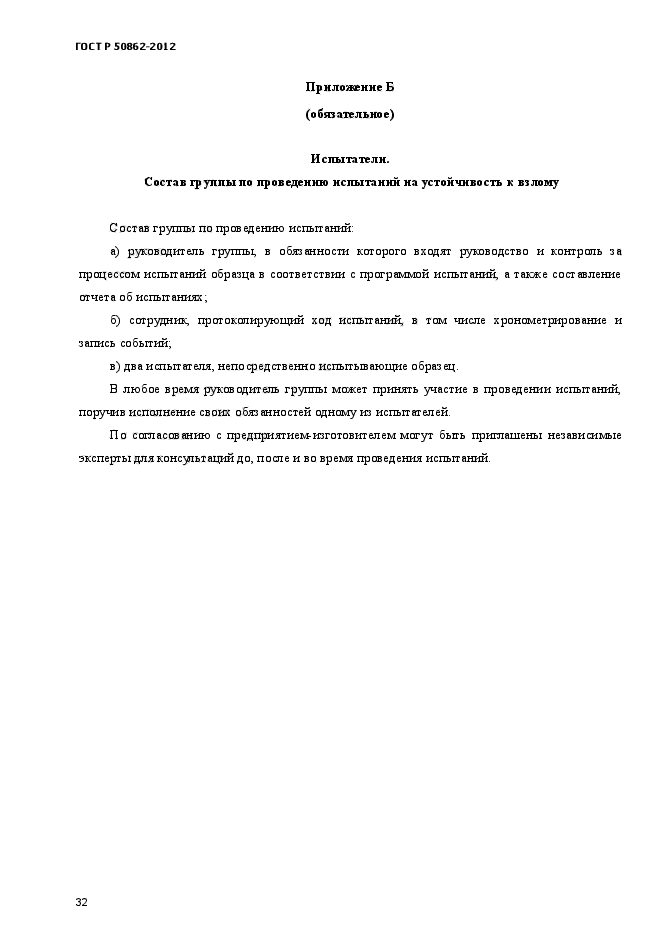 ГОСТ Р 50862-2012
Приложение Б
(обязательное)
Испытатели.
Состав группы по проведению испытаний на устойчивость к взлому
Состав группы по проведению испытаний:
а) руководитель группы, в обязанности которого входят руководство и контроль за
процессом испытаний образца в соответствии с программой испытаний, а также составление
отчета об испытаниях;
б) сотрудник, протоколирующий ход испытаний, в том числе хронометрирование и
запись событий;
в) два испытателя, непосредственно испытывающие образец.
В любое время руководитель группы может принять участие в проведении испытаний,
поручив исполнение своих обязанностей одному из испытателей.
По согласованию с предприятием-изготовителем могут быть приглашены независимые
эксперты для консультаций до, после и во время проведения испытаний.
32